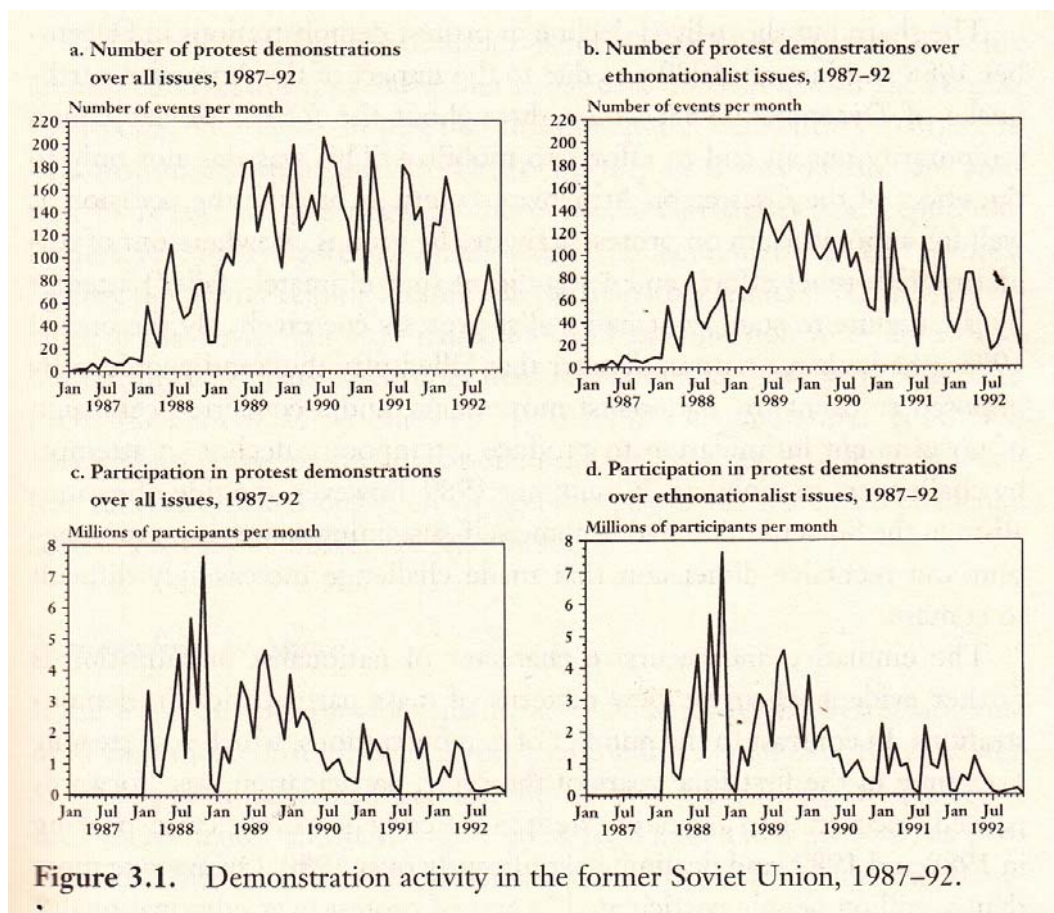 a. Number of protest demonstrations
over all issues, 1987–92
Number of events per month
220
200
180
160
140
120
100
80
60
40
20
0
Jan Jul Jan Jul Jan Jul Jan Jul Jan Jul Jan Jul
1987 1988 1989 1990 1991 1992
b. Number of protest demonstrations over
ethnonationalist issues, 1987–92
Number of events per month
220
200
180
160
140
120
100
80
60
40
20
0
Jan Jul Jan Jul Jan Jul Jan Jul Jan Jul Jan Jul
1987 1988 1989 1990 1991 1992
c. Participation in protest demonstrations
over all issues, 1987–92
Millions of participants per month
8
7
6
5
4
3
2
1
0
Jan Jul Jan Jul Jan Jul Jan Jul Jan Jul Jan Jul
1987 1988 1989 1990 1991 1992
d. Participation in protest demonstrations
over ethnonationalist issues, 1987–92
Millions of participants per month
8
7
6
5
4
3
2
1
0
Jan Jul Jan Jul Jan Jul Jan Jul Jan Jul Jan Jul
1987 1988 1989 1990 1991 1992
Figure 3.1. Demonstration activity in the former Soviet Union, 1987–92.